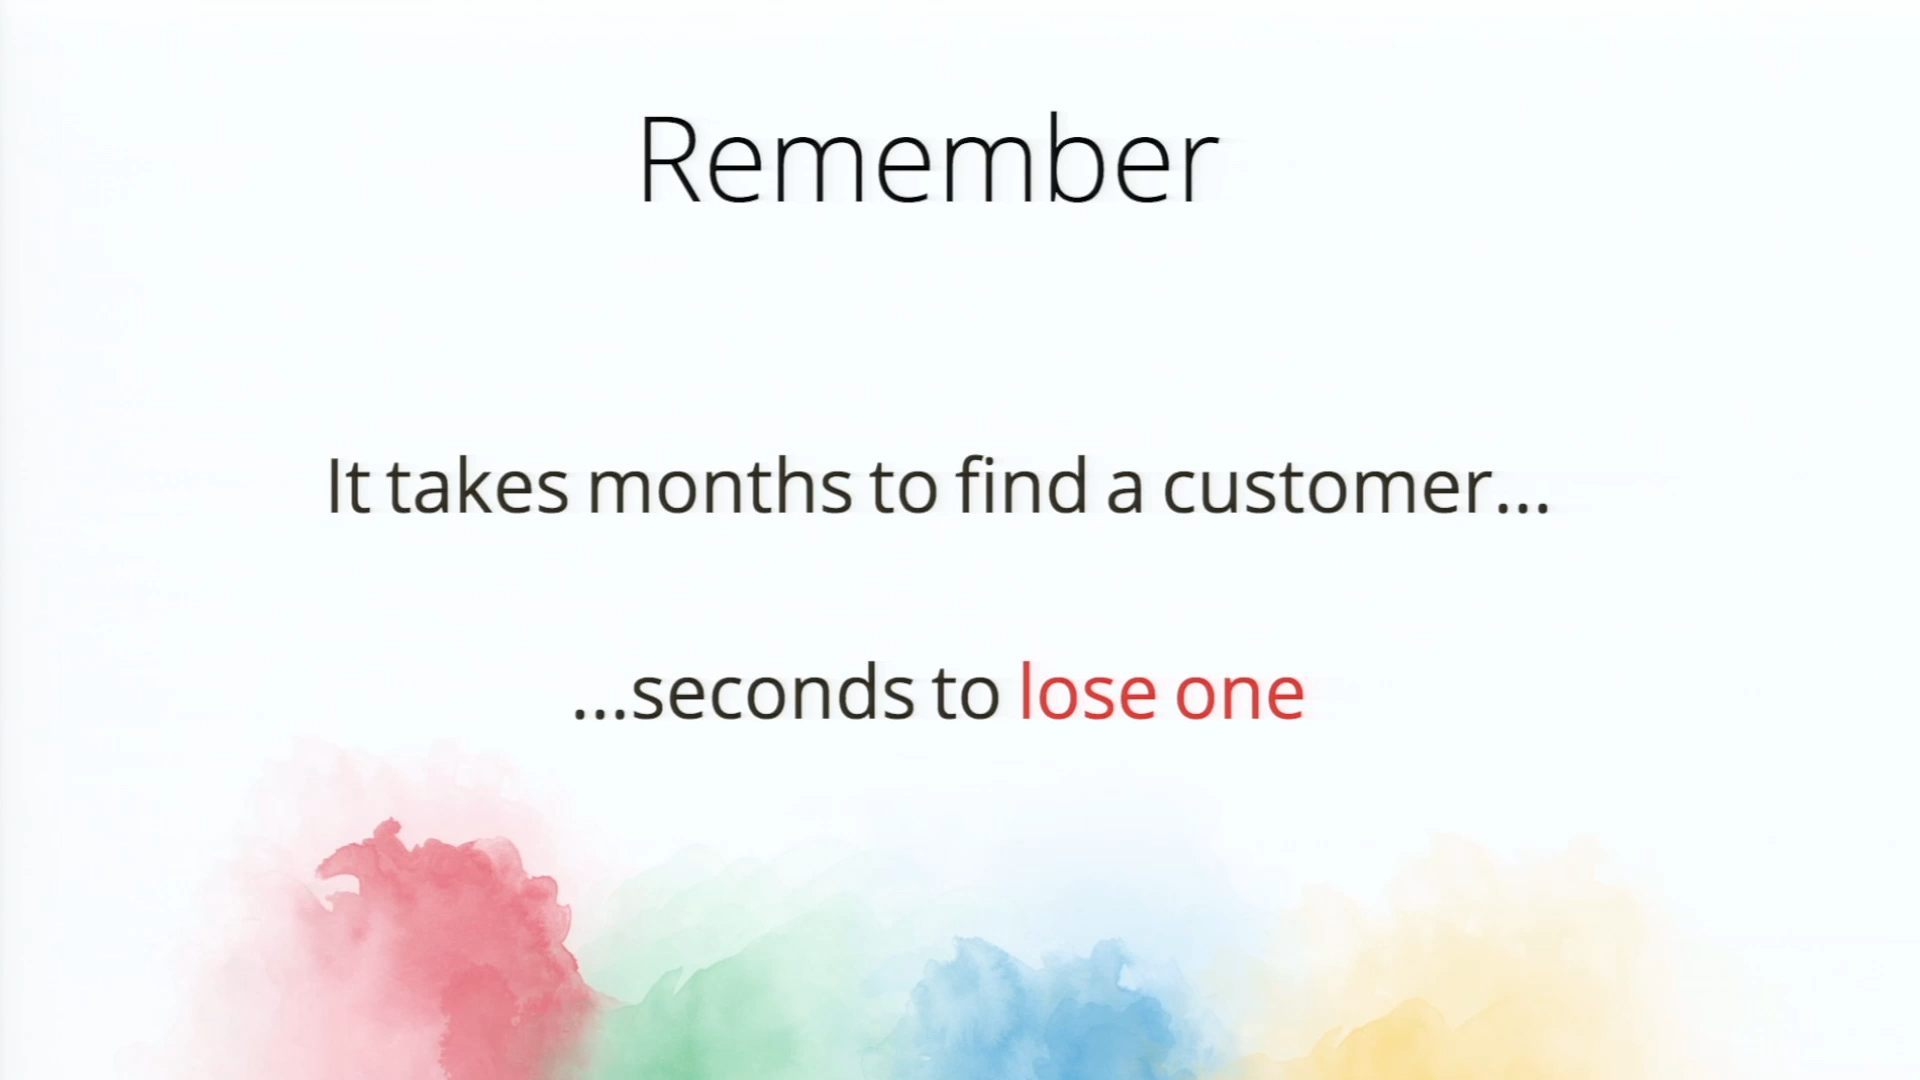 Remember
It takes months to find a customer...
...seconds to lose one